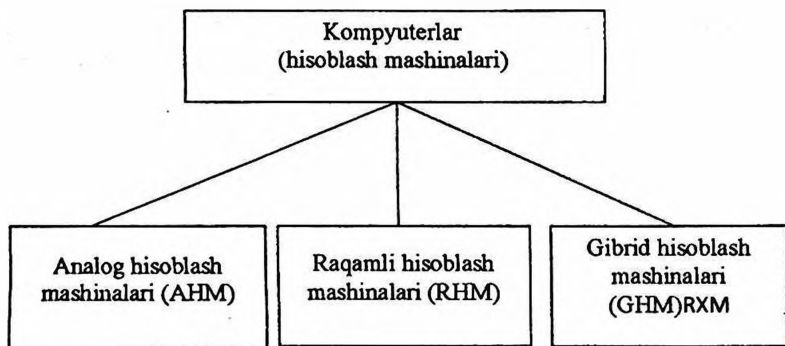 Kompyuterlar
(hisoblash mashinalari)
Analog hisoblash
mashinalari (AHM)
Raqamli hisoblash
mashinalari (RHM)
Gibrid hisoblash
mashinalari
(GHM)RXM